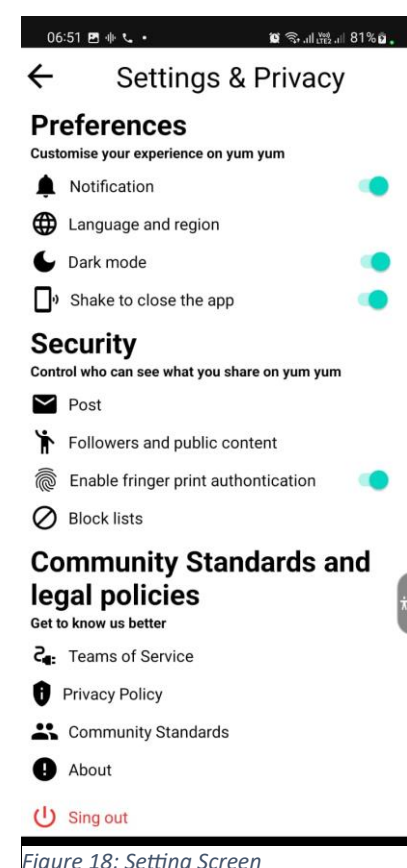 06:51
81%
Settings & Privacy
Preferences
Customise your experience on yum yum
Notification
Language and region
Dark mode
Shake to close the app
Security
Control who can see what you share on yum yum
Post
Followers and public content
Enable fringer print authontication
Block lists
Community Standards and
legal policies
Get to know us better
Teams of Service
Privacy Policy
Community Standards
About
Sing out
Figure 18: Setting Screen